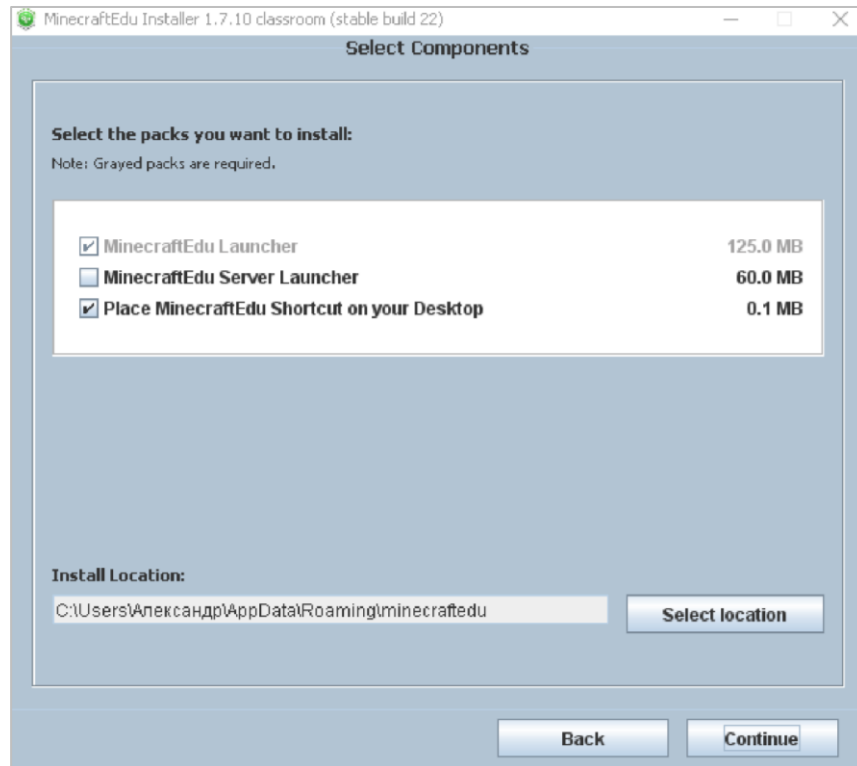 MinecraftEdu Installer 1.7.10 classroom (stable build 22)
Select Components
Select the packs you want to install:
Note: Grayed packs are required.
MinecraftEdu Launcher 125.0 MB
MinecraftEdu Server Launcher 60.0 MB
Place MinecraftEdu Shortcut on your Desktop 0.1 MB
Install Location:
C:\Users\Александр\AppData\Roaming\minecraftedu
Select location
Back Continue